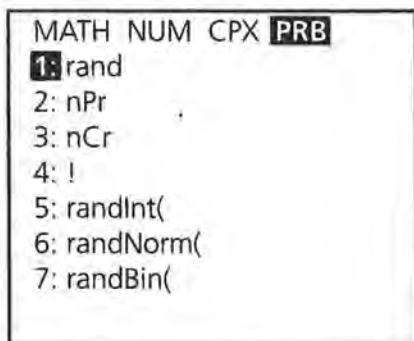 MATH NUM CPX PRB
1: rand
2: nPr
3: nCr
4: !
5: randInt(
6: randNorm(
7: randBin(